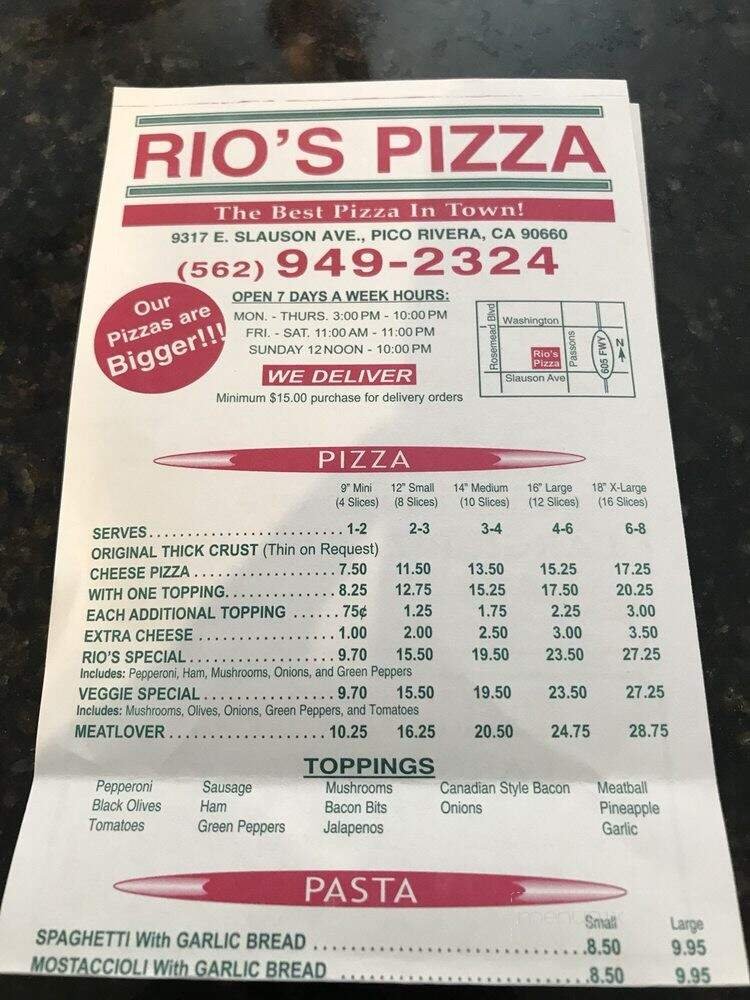 RIO'S PIZZA
The Best Pizza In Town!
9317 E. SLAUSON AVE., PICO RIVERA, CA 90660
(562) 949-2324
Our
Pizzas are
Bigger!!!
OPEN 7 DAYS A WEEK HOURS:
MON. - THURS. 3:00 PM - 10:00 PM
FRI. - SAT. 11:00 AM - 11:00 PM
SUNDAY 12 NOON - 10:00 PM
WE DELIVER
Minimum $15.00 purchase for delivery orders
Rosemead Blvd
Washington
Rio's
Pizza
Passons
605 FWY
N
Slauson Ave
PIZZA
9" Mini 12" Small 14" Medium 16" Large 18" X-Large
(4 Slices) (8 Slices) (10 Slices) (12 Slices) (16 Slices)
SERVES........................ 1-2 2-3 3-4 4-6 6-8
ORIGINAL THICK CRUST (Thin on Request)
CHEESE PIZZA .................. 7.50 11.50 13.50 15.25 17.25
WITH ONE TOPPING.............. 8.25 12.75 15.25 17.50 20.25
EACH ADDITIONAL TOPPING ...... 75¢ 1.25 1.75 2.25 3.00
EXTRA CHEESE ................. 1.00 2.00 2.50 3.00 3.50
RIO'S SPECIAL.................. 9.70 15.50 19.50 23.50 27.25
Includes: Pepperoni, Ham, Mushrooms, Onions, and Green Peppers
VEGGIE SPECIAL ................ 9.70 15.50 19.50 23.50 27.25
Includes: Mushrooms, Olives, Onions, Green Peppers, and Tomatoes
MEATLOVER .................... 10.25 16.25 20.50 24.75 28.75
TOPPINGS
Pepperoni Sausage Mushrooms Canadian Style Bacon Meatball
Black Olives Ham Bacon Bits Onions Pineapple
Tomatoes Green Peppers Jalapenos Garlic
PASTA
Small Large
SPAGHETTI With GARLIC BREAD ..........................8.50 9.95
MOSTACCIOLI With GARLIC BREAD ........................8.50 9.95